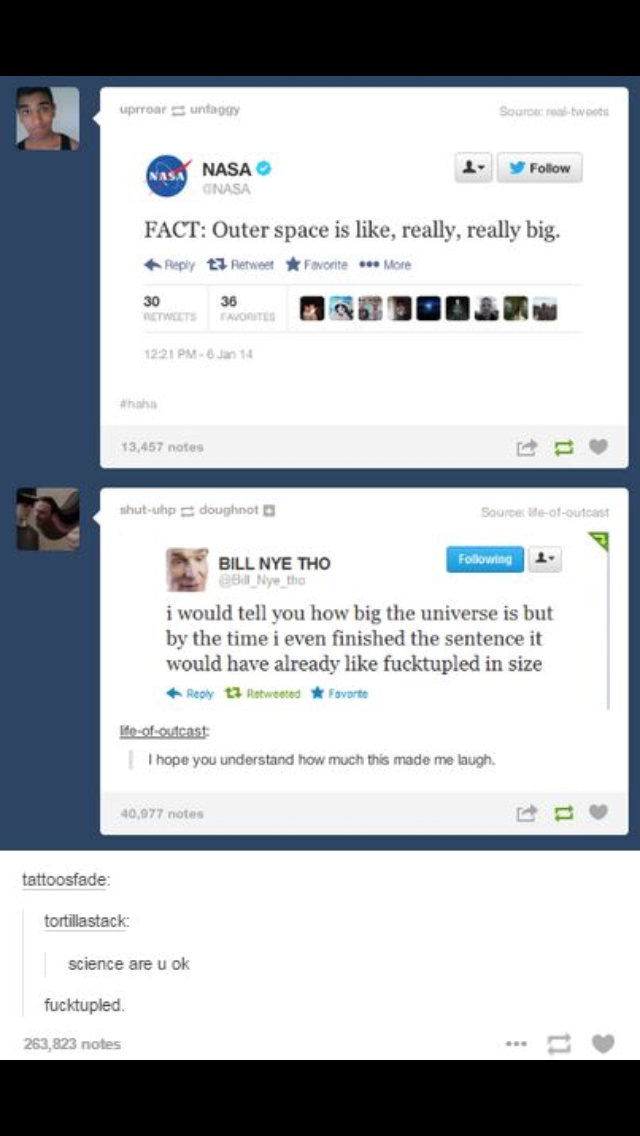 uprroar unfaggy
Source: real-tweets
NASA
NASA
@NASA
Follow
FACT: Outer space is like, really, really big.
Reply Retweet Favorite More
30
RETWEETS
36
FAVORITES
12:21 PM - 6 Jan 14
#haha
13,457 notes
shut-uhp doughnot
Source: life-of-outcast
BILL NYE THO
@Bill_Nye_tho
Following
i would tell you how big the universe is but
by the time i even finished the sentence it
would have already like fucktupled in size
Reply Retweeted Favorite
life-of-outcast:
I hope you understand how much this made me laugh.
40,977 notes
tattoosfade:
tortillastack:
science are u ok
fucktupled.
263,823 notes